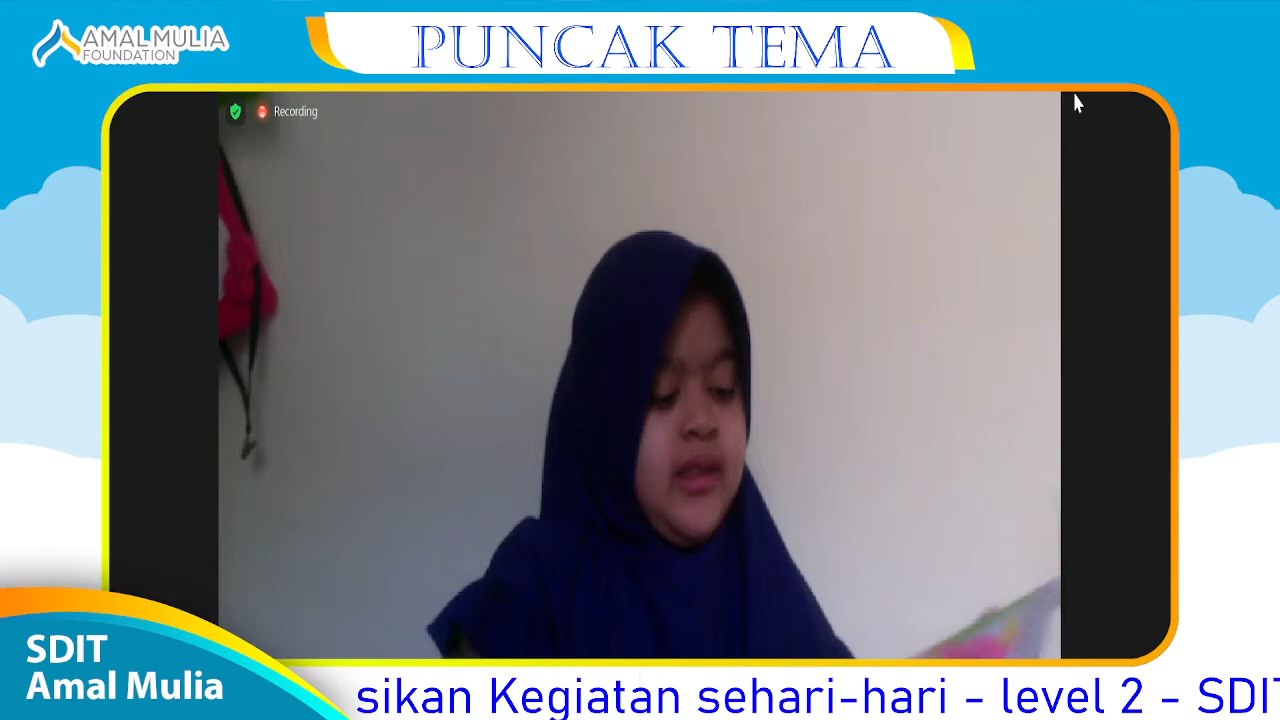 AMAL MULIA
FOUNDATION
PUNCAK TEMA
Recording
SDIT
Amal Mulia
sikan Kegiatan sehari-hari - level 2 - SDIT